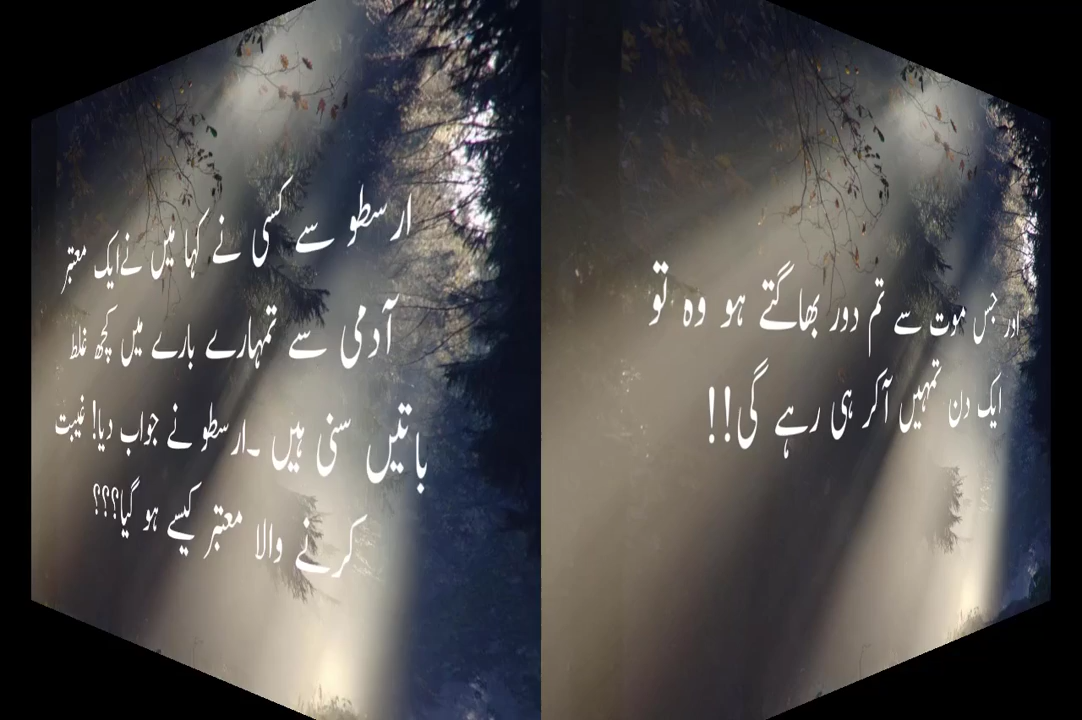 ارسطو سے کسی نے کہا میں نے ایک معتبر
آدمی سے تمہارے بارے میں کچھ غلط
باتیں سنی ہیں ۔ارسطو نے جواب دیا! غیبت
کرنے والا معتبر کیسے ہو گیا؟؟؟
اور جس موت سے تم دور بھاگتے ہو وہ تو
ایک دن تمہیں آکر ہی رہے گی!!